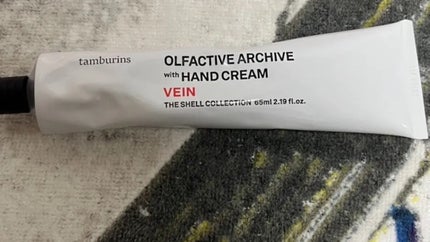 tamburins
OLFACTIVE ARCHIVE
with HAND CREAM
VEIN
THE SHELL COLLECTION 65ml 2.19 fl.oz.